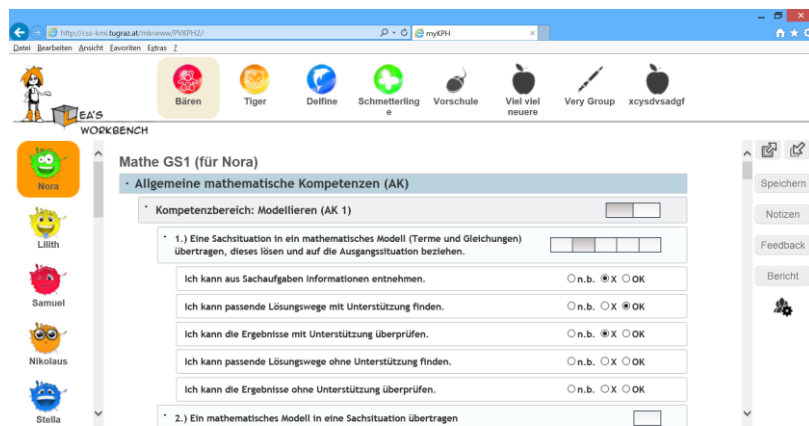 http://css-kmi.tugraz.at/mkrwww/PVKPH2/
myKPH
Datei Bearbeiten Ansicht Favoriten Extras ?
LEA'S
WORKBENCH
Bären
Tiger
Delfine
Schmetterling
e
Vorschule
Viel viel
neuere
Very Group
xcysdvsadgf
Nora
Lilith
Samuel
Nikolaus
Stella
Mathe GS1 (für Nora)
Allgemeine mathematische Kompetenzen (AK)
Kompetenzbereich: Modellieren (AK 1)
1.) Eine Sachsituation in ein mathematisches Modell (Terme und Gleichungen)
übertragen, dieses lösen und auf die Ausgangssituation beziehen.
Ich kann aus Sachaufgaben Informationen entnehmen. n.b. X OK
Ich kann passende Lösungswege mit Unterstützung finden. n.b. X OK
Ich kann die Ergebnisse mit Unterstützung überprüfen. n.b. X OK
Ich kann passende Lösungswege ohne Unterstützung finden. n.b. X OK
Ich kann die Ergebnisse ohne Unterstützung überprüfen. n.b. X OK
2.) Ein mathematisches Modell in eine Sachsituation übertragen
Speichern
Notizen
Feedback
Bericht